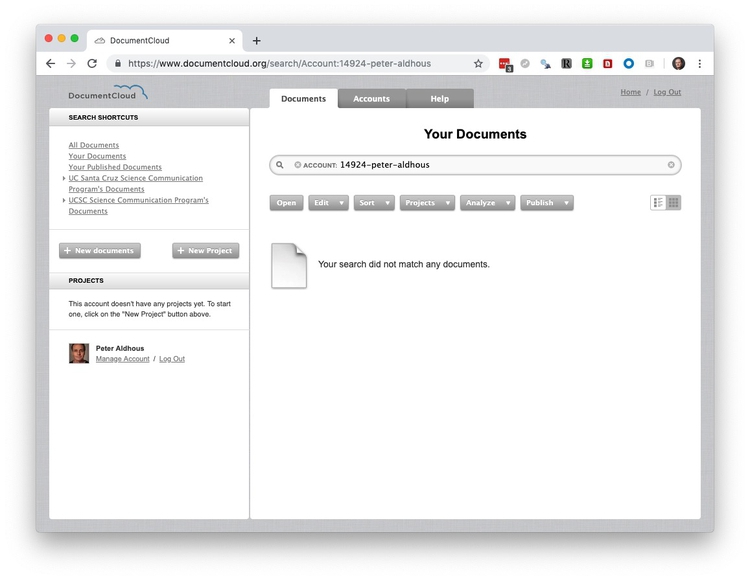 DocumentCloud
https://www.documentcloud.org/search/Account:14924-peter-aldhous
3
DocumentCloud
Documents
Accounts
Help
Home / Log Out
SEARCH SHORTCUTS
All Documents
Your Documents
Your Published Documents
UC Santa Cruz Science Communication
Program's Documents
UCSC Science Communication Program's
Documents
+ New documents
+ New Project
PROJECTS
This account doesn't have any projects yet. To start
one, click on the "New Project" button above.
Peter Aldhous
Manage Account / Log Out
Your Documents
ACCOUNT: 14924-peter-aldhous
Open
Edit
Sort
Projects
Analyze
Publish
Your search did not match any documents.